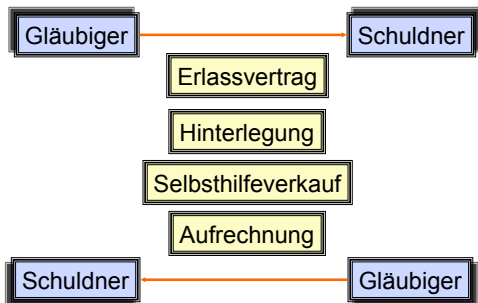 Gläubiger Schuldner
Erlassvertrag
Hinterlegung
Selbsthilfeverkauf
Aufrechnung
Schuldner Gläubiger